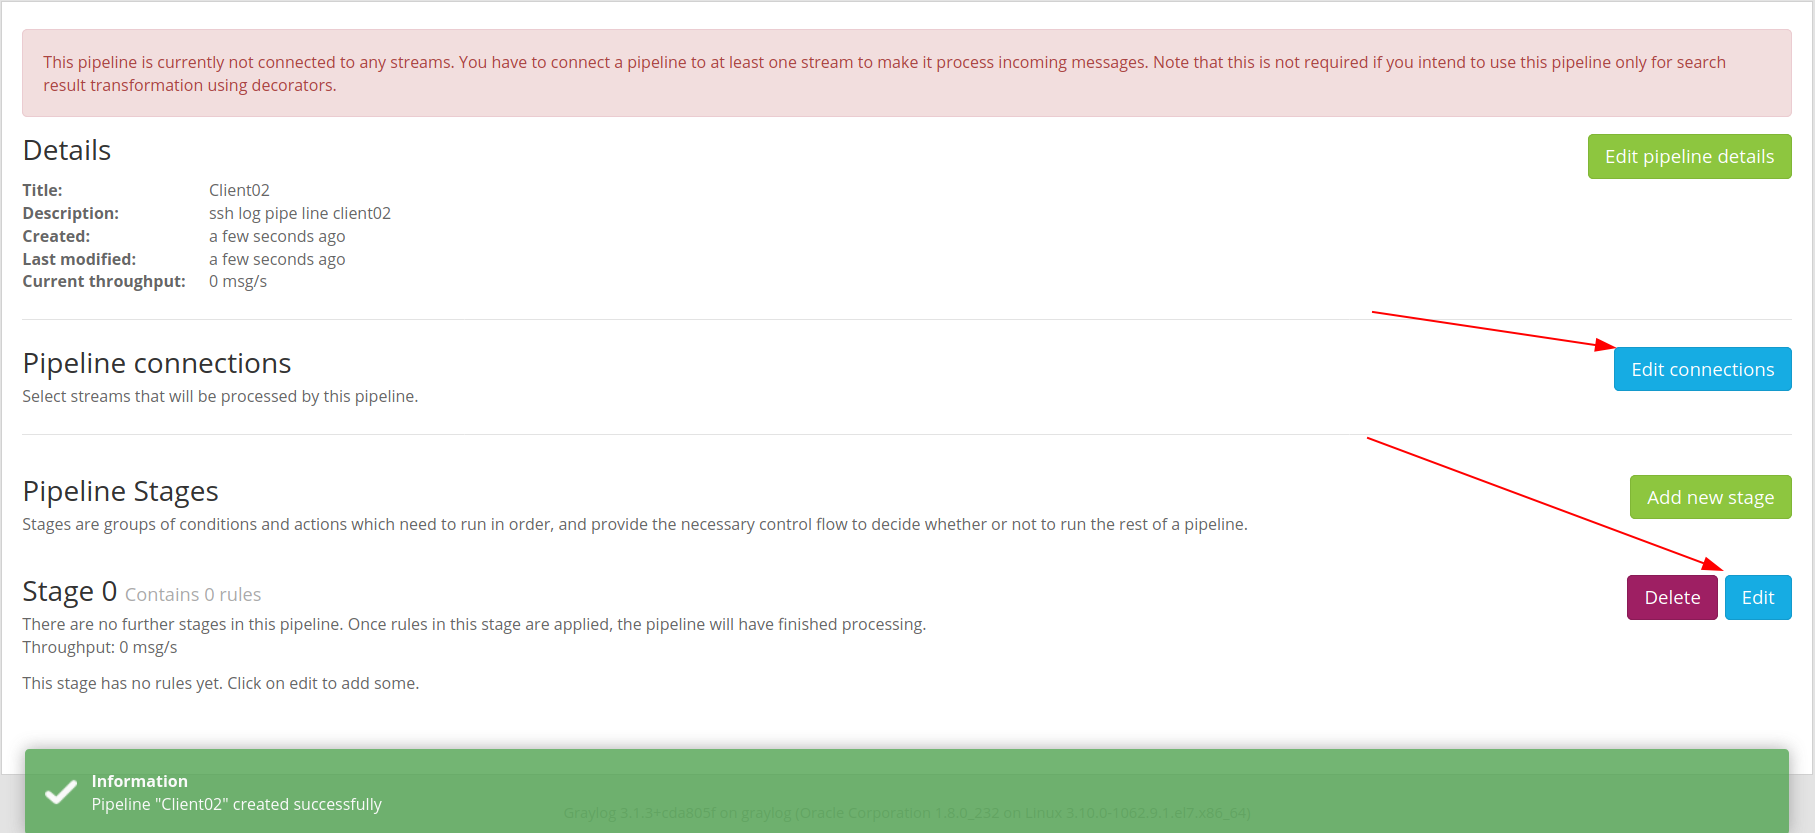 This pipeline is currently not connected to any streams. You have to connect a pipeline to at least one stream to make it process incoming messages. Note that this is not required if you intend to use this pipeline only for search
result transformation using decorators.
Details
Edit pipeline details
Title: Client02
Description: ssh log pipe line client02
Created: a few seconds ago
Last modified: a few seconds ago
Current throughput: 0 msg/s
Pipeline connections
Edit connections
Select streams that will be processed by this pipeline.
Pipeline Stages
Add new stage
Stages are groups of conditions and actions which need to run in order, and provide the necessary control flow to decide whether or not to run the rest of a pipeline.
Stage 0 Contains 0 rules
Delete Edit
There are no further stages in this pipeline. Once rules in this stage are applied, the pipeline will have finished processing.
Throughput: 0 msg/s
This stage has no rules yet. Click on edit to add some.
Information
Pipeline "Client02" created successfully
Graylog 3.1.3+cda805f on graylog (Oracle Corporation 1.8.0_232 on Linux 3.10.0-1062.9.1.el7.x86_64)